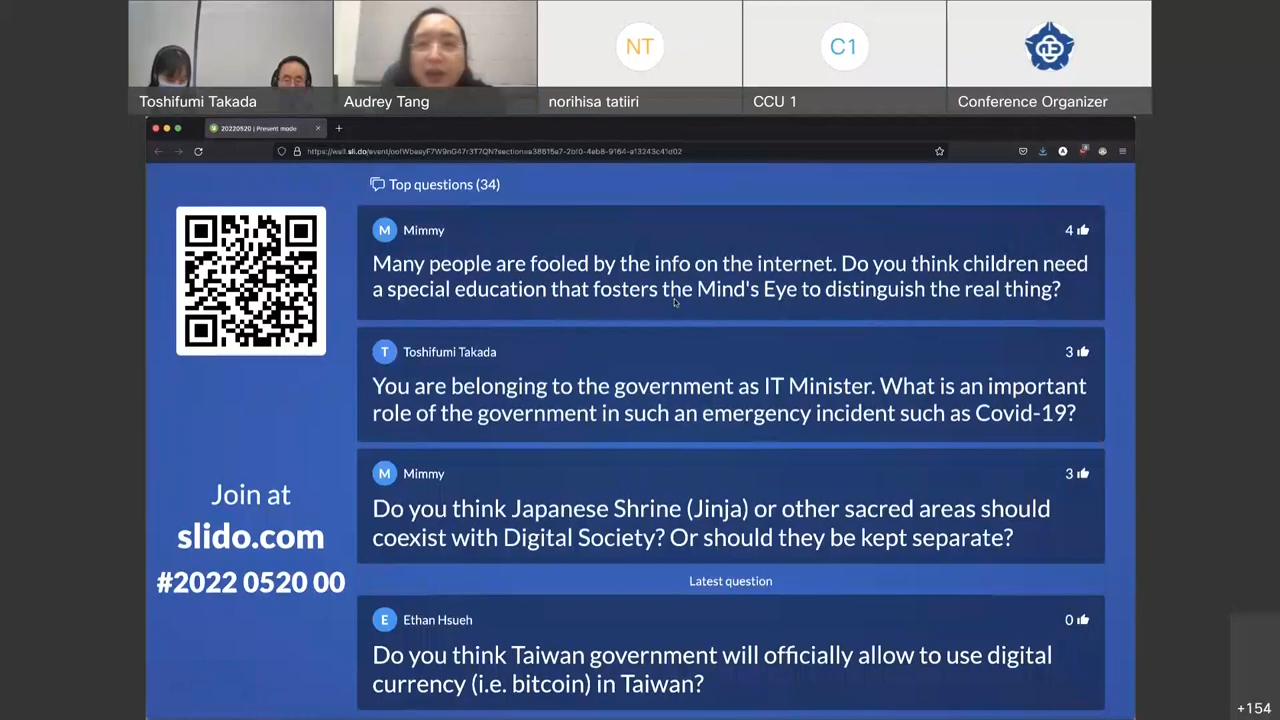 NT
C1
Toshifumi Takada
Audrey Tang
norihisa tatiiri
CCU 1
Conference Organizer
20220520 | Present mode
Top questions (34)
M Mimmy 4
Many people are fooled by the info on the internet. Do you think children need
a special education that fosters the Mind's Eye to distinguish the real thing?
T Toshifumi Takada 3
You are belonging to the government as IT Minister. What is an important
role of the government in such an emergency incident such as Covid-19?
M Mimmy 3
Do you think Japanese Shrine (Jinja) or other sacred areas should
coexist with Digital Society? Or should they be kept separate?
Latest question
E Ethan Hsueh 0
Do you think Taiwan government will officially allow to use digital
currency (i.e. bitcoin) in Taiwan?
Join at
slido.com
#2022 0520 00
+154